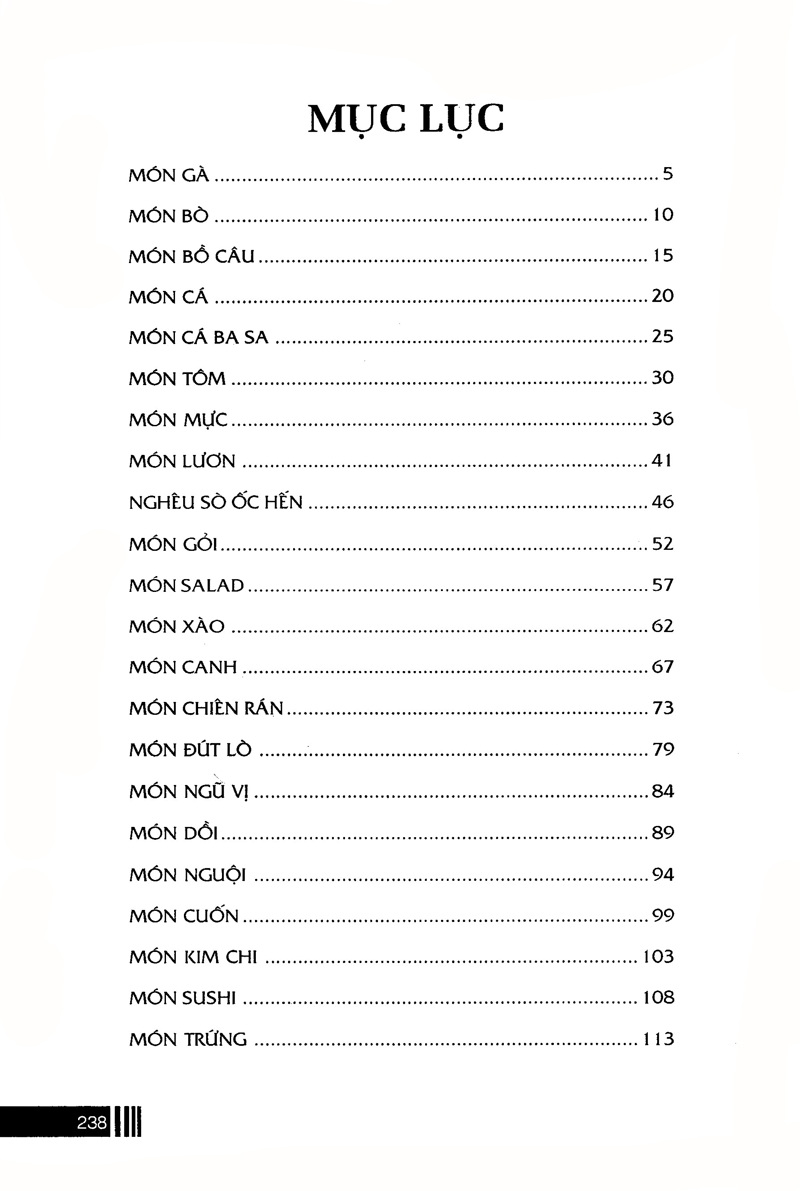 MỤC LỤC
MÓN GÀ ........ 5
MÓN BÒ ........ 10
MÓN BỒ CÂU ........ 15
MÓN CÁ ........ 20
MÓN CÁ BA SA ........ 25
MÓN TÔM ........ 30
MÓN MỰC ........ 36
MÓN LƯƠN ........ 41
NGHÊU SÒ ỐC HẾN ........ 46
MÓN GỎI ........ 52
MÓN SALAD ........ 57
MÓN XÀO ........ 62
MÓN CANH ........ 67
MÓN CHIÊN RÁN ........ 73
MÓN ĐÚT LÒ ........ 79
MÓN NGŨ VỊ ........ 84
MÓN DỒI ........ 89
MÓN NGUỘI ........ 94
MÓN CUỐN ........ 99
MÓN KIM CHI ........ 103
MÓN SUSHI ........ 108
MÓN TRỨNG ........ 113
238